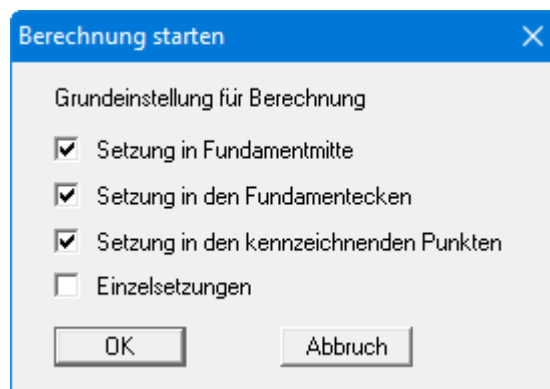 Berechnung starten
Grundeinstellung für Berechnung
Setzung in Fundamentmitte
Setzung in den Fundamentecken
Setzung in den kennzeichnenden Punkten
Einzelsetzungen
OK Abbruch